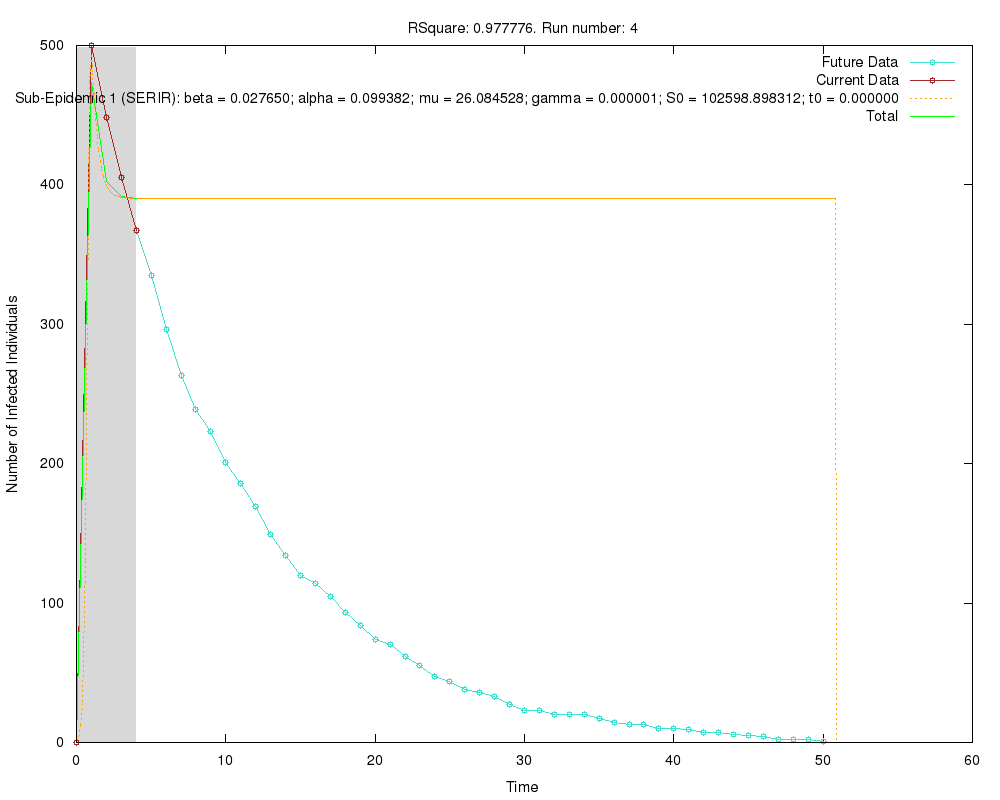 RSquare: 0.977776. Run number: 4
Future Data
Current Data
Sub-Epidemic 1 (SERIR): beta = 0.027650; alpha = 0.099382; mu = 26.084528; gamma = 0.000001; S0 = 102598.898312; t0 = 0.000000
Total
500
400
300
200
100
0
Number of Infected Individuals
0 10 20 30 40 50 60
Time